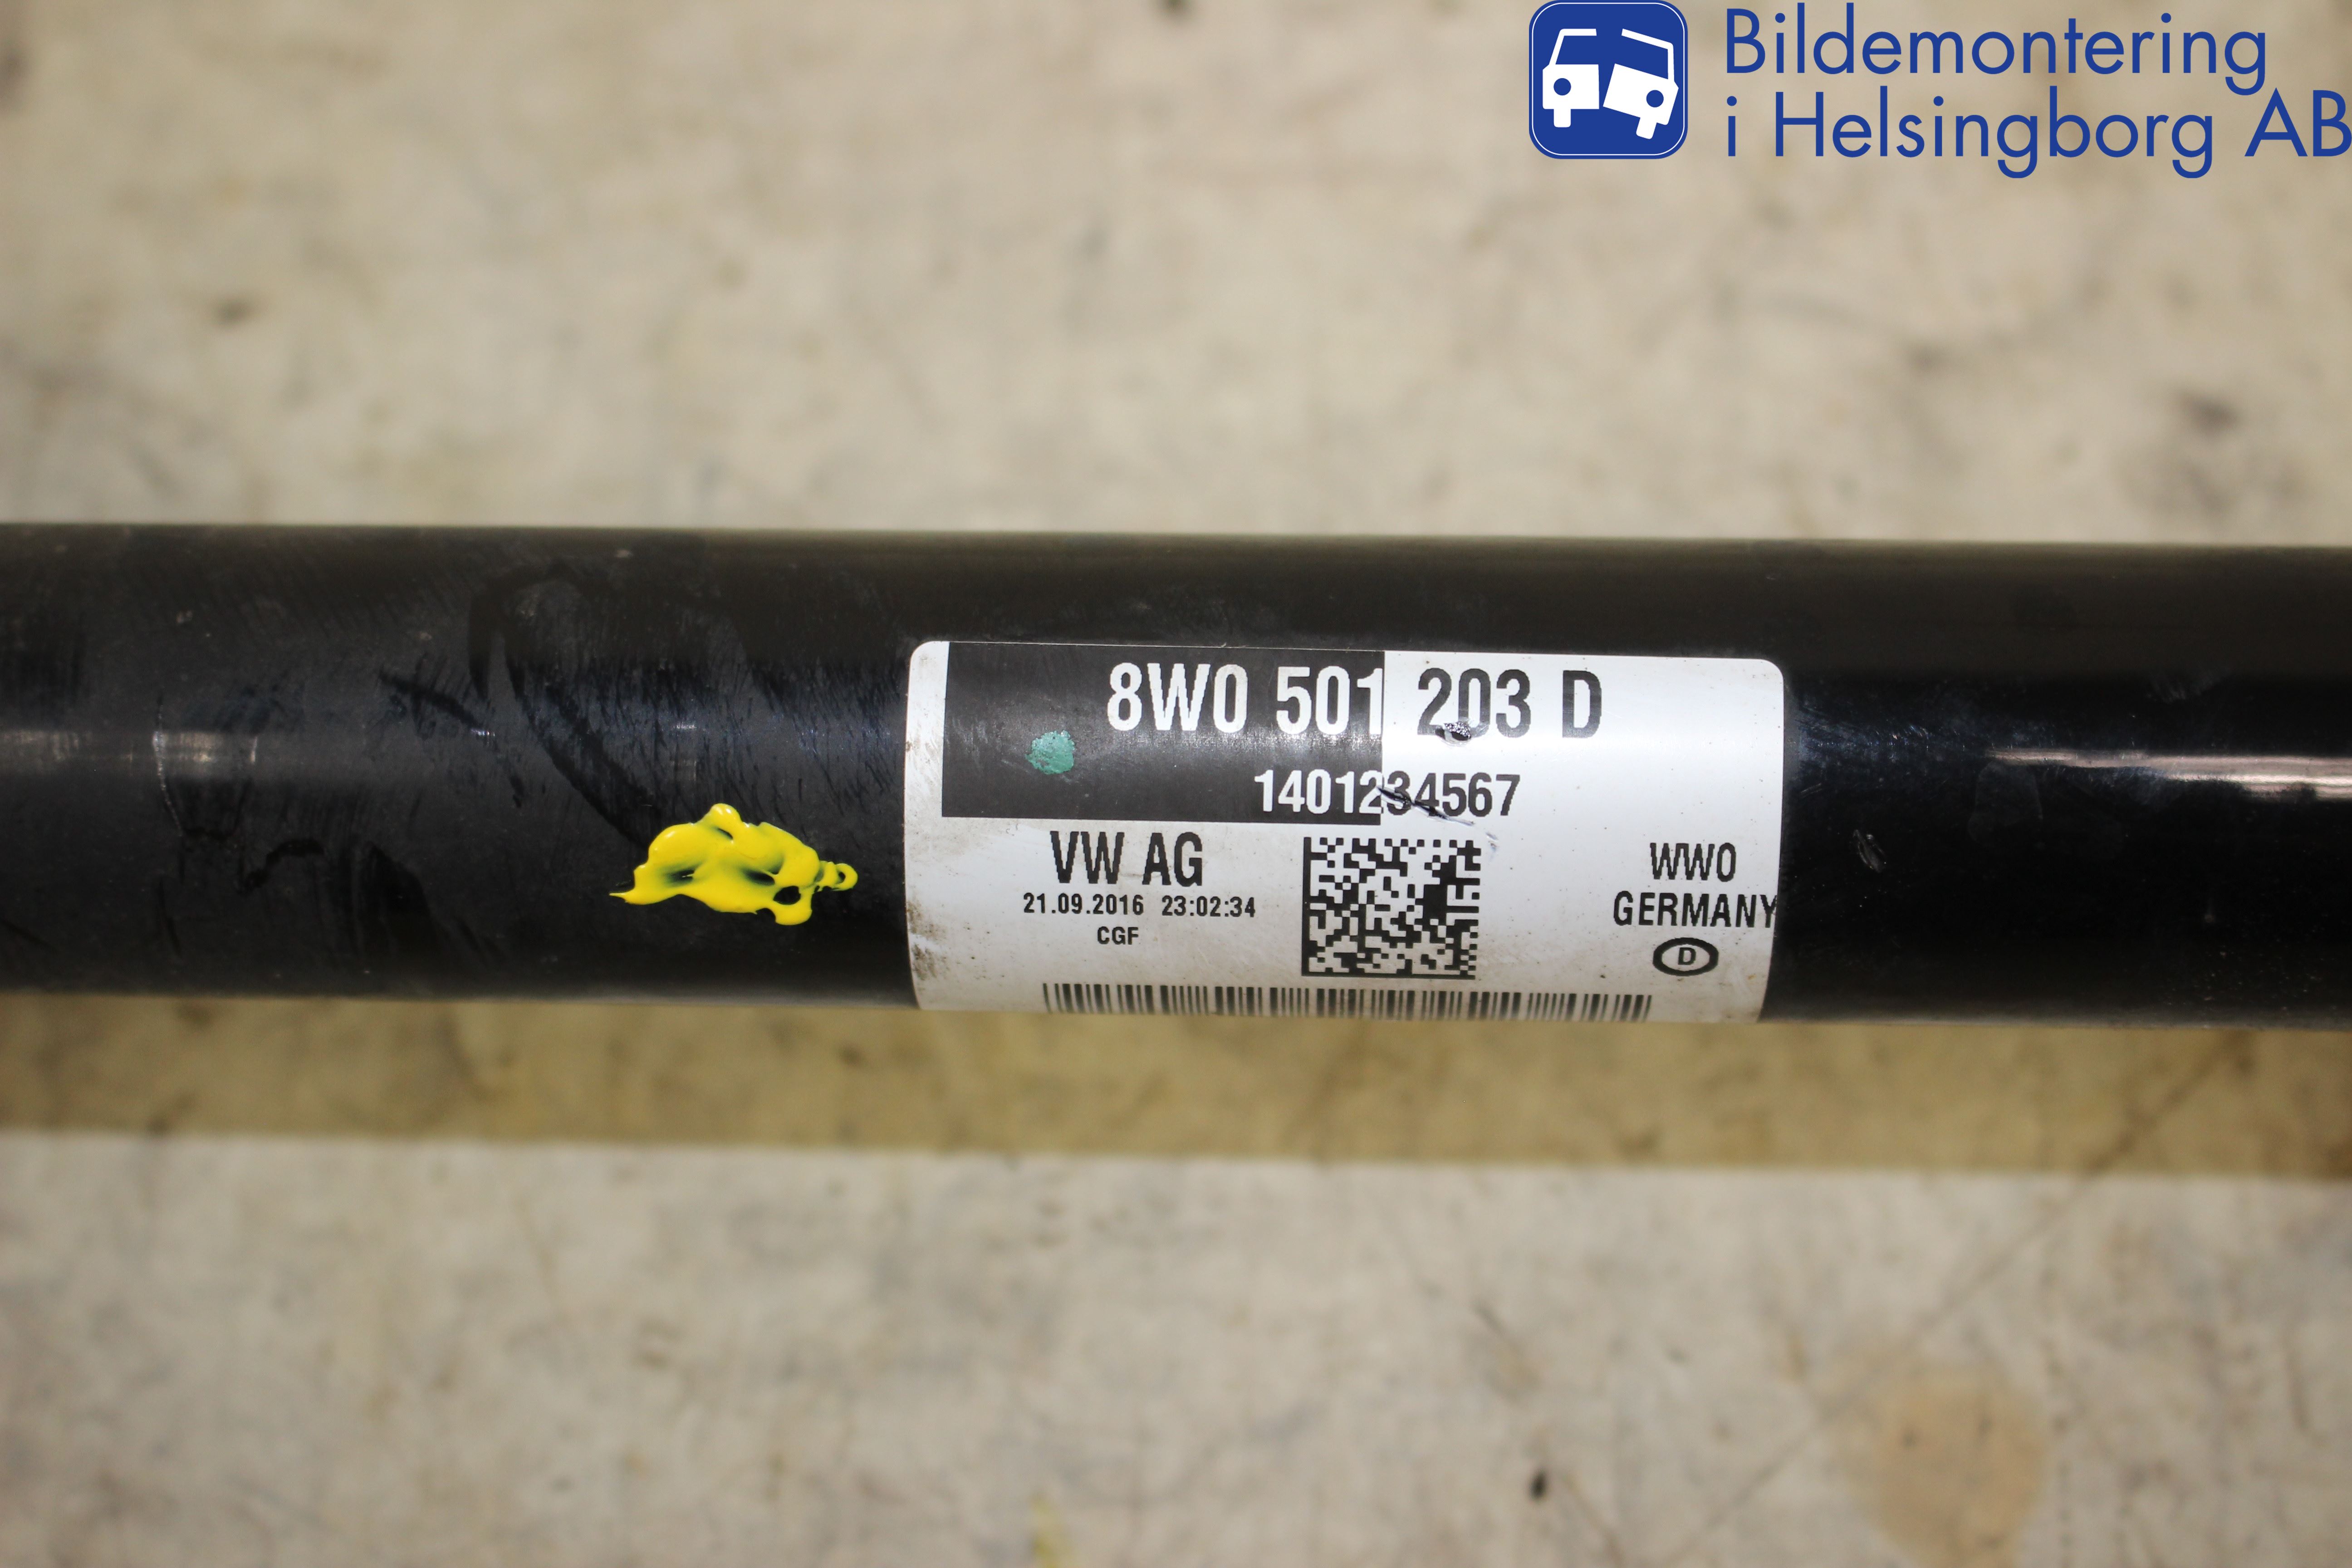 Bildemontering
i Helsingborg AB
8W0 501 203 D
1401234567
VW AG
21.09.2016 23:02:34
CGF
WW0
GERMANY
D